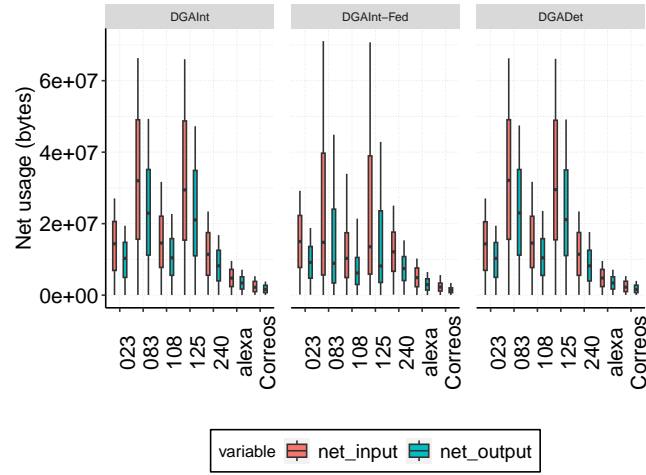 DGAInt
DGAInt−Fed
DGADet
Net usage (bytes)
6e+07
4e+07
2e+07
0e+00
023
083
108
125
240
alexa
Correos
023
083
108
125
240
alexa
Correos
023
083
108
125
240
alexa
Correos
variable net_input net_output